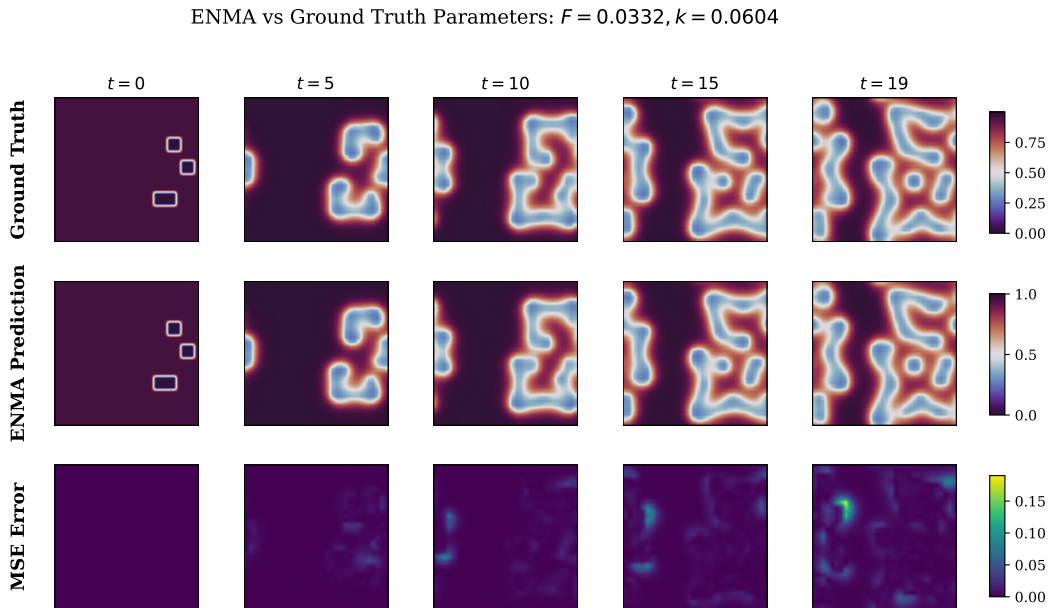 ENMA vs Ground Truth Parameters: F = 0.0332, k = 0.0604
t = 0
t = 5
t = 10
t = 15
t = 19
Ground Truth
0.75
0.50
0.25
0.00
ENMA Prediction
1.0
0.5
0.0
MSE Error
0.15
0.10
0.05
0.00